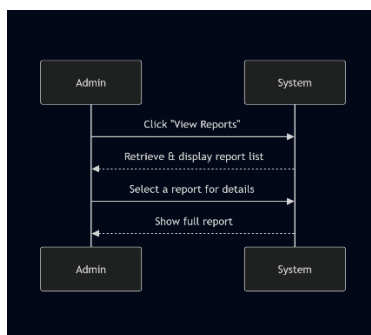 Admin
System
Click "View Reports"
Retrieve & display report list
Select a report for details
Show full report
Admin
System